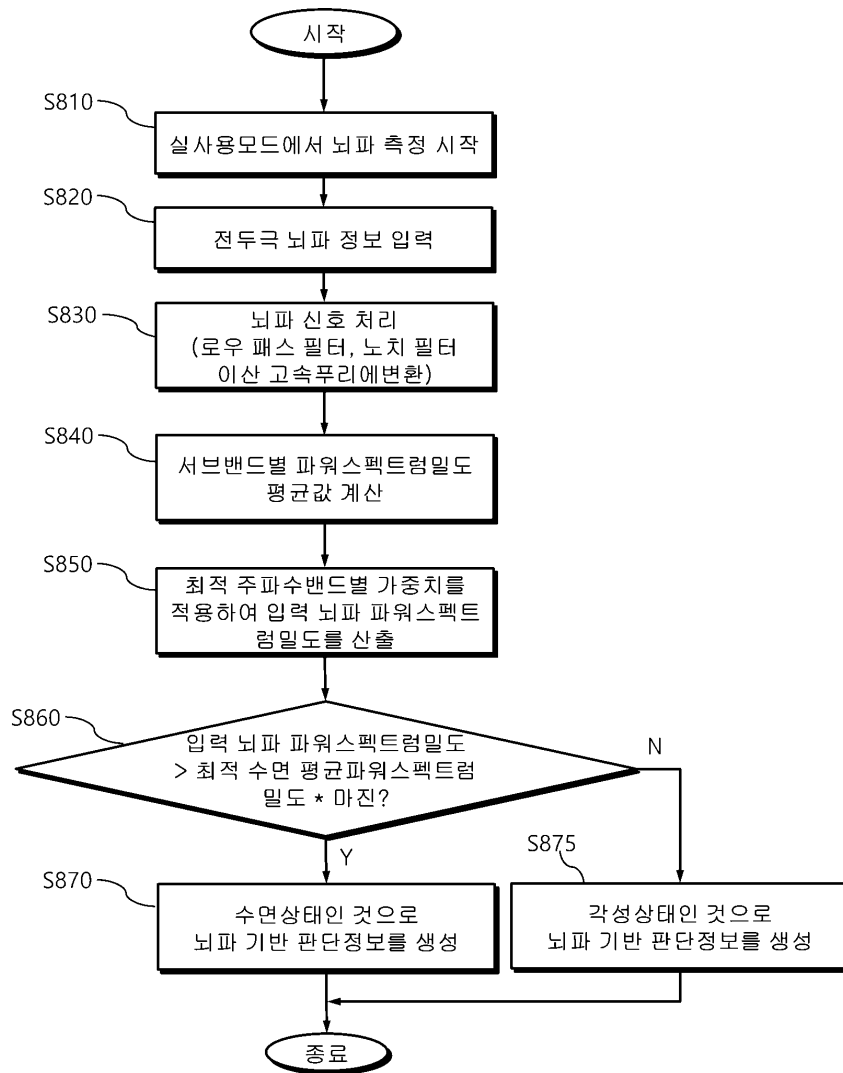 시작
S810
실사용모드에서 뇌파 측정 시작
S820
전두극 뇌파 정보 입력
S830
뇌파 신호 처리
(로우 패스 필터, 노치 필터
이산 고속푸리에변환)
S840
서브밴드별 파워스펙트럼밀도
평균값 계산
S850
최적 주파수밴드별 가중치를
적용하여 입력 뇌파 파워스펙트
럼밀도를 산출
S860
입력 뇌파 파워스펙트럼밀도
> 최적 수면 평균파워스펙트럼
밀도 * 마진?
N
Y
S870
수면상태인 것으로
뇌파 기반 판단정보를 생성
S875
각성상태인 것으로
뇌파 기반 판단정보를 생성
종료